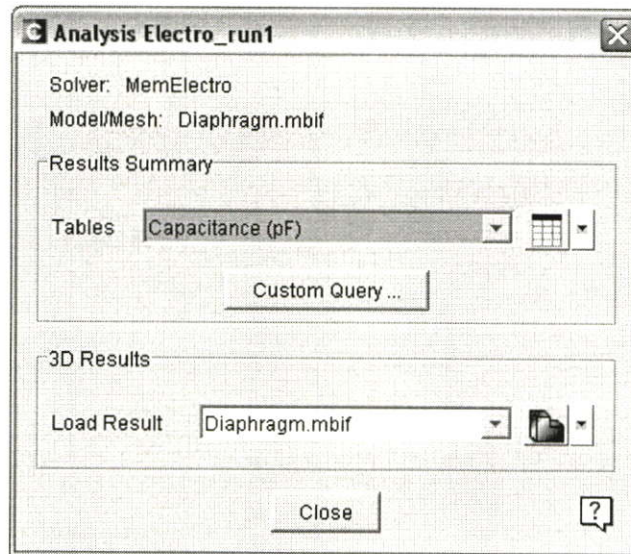 Analysis Electro_run1
Solver: MemElectro
Model/Mesh: Diaphragm.mbif
Results Summary
Tables Capacitance (pF)
Custom Query ...
3D Results
Load Result Diaphragm.mbif
Close
?